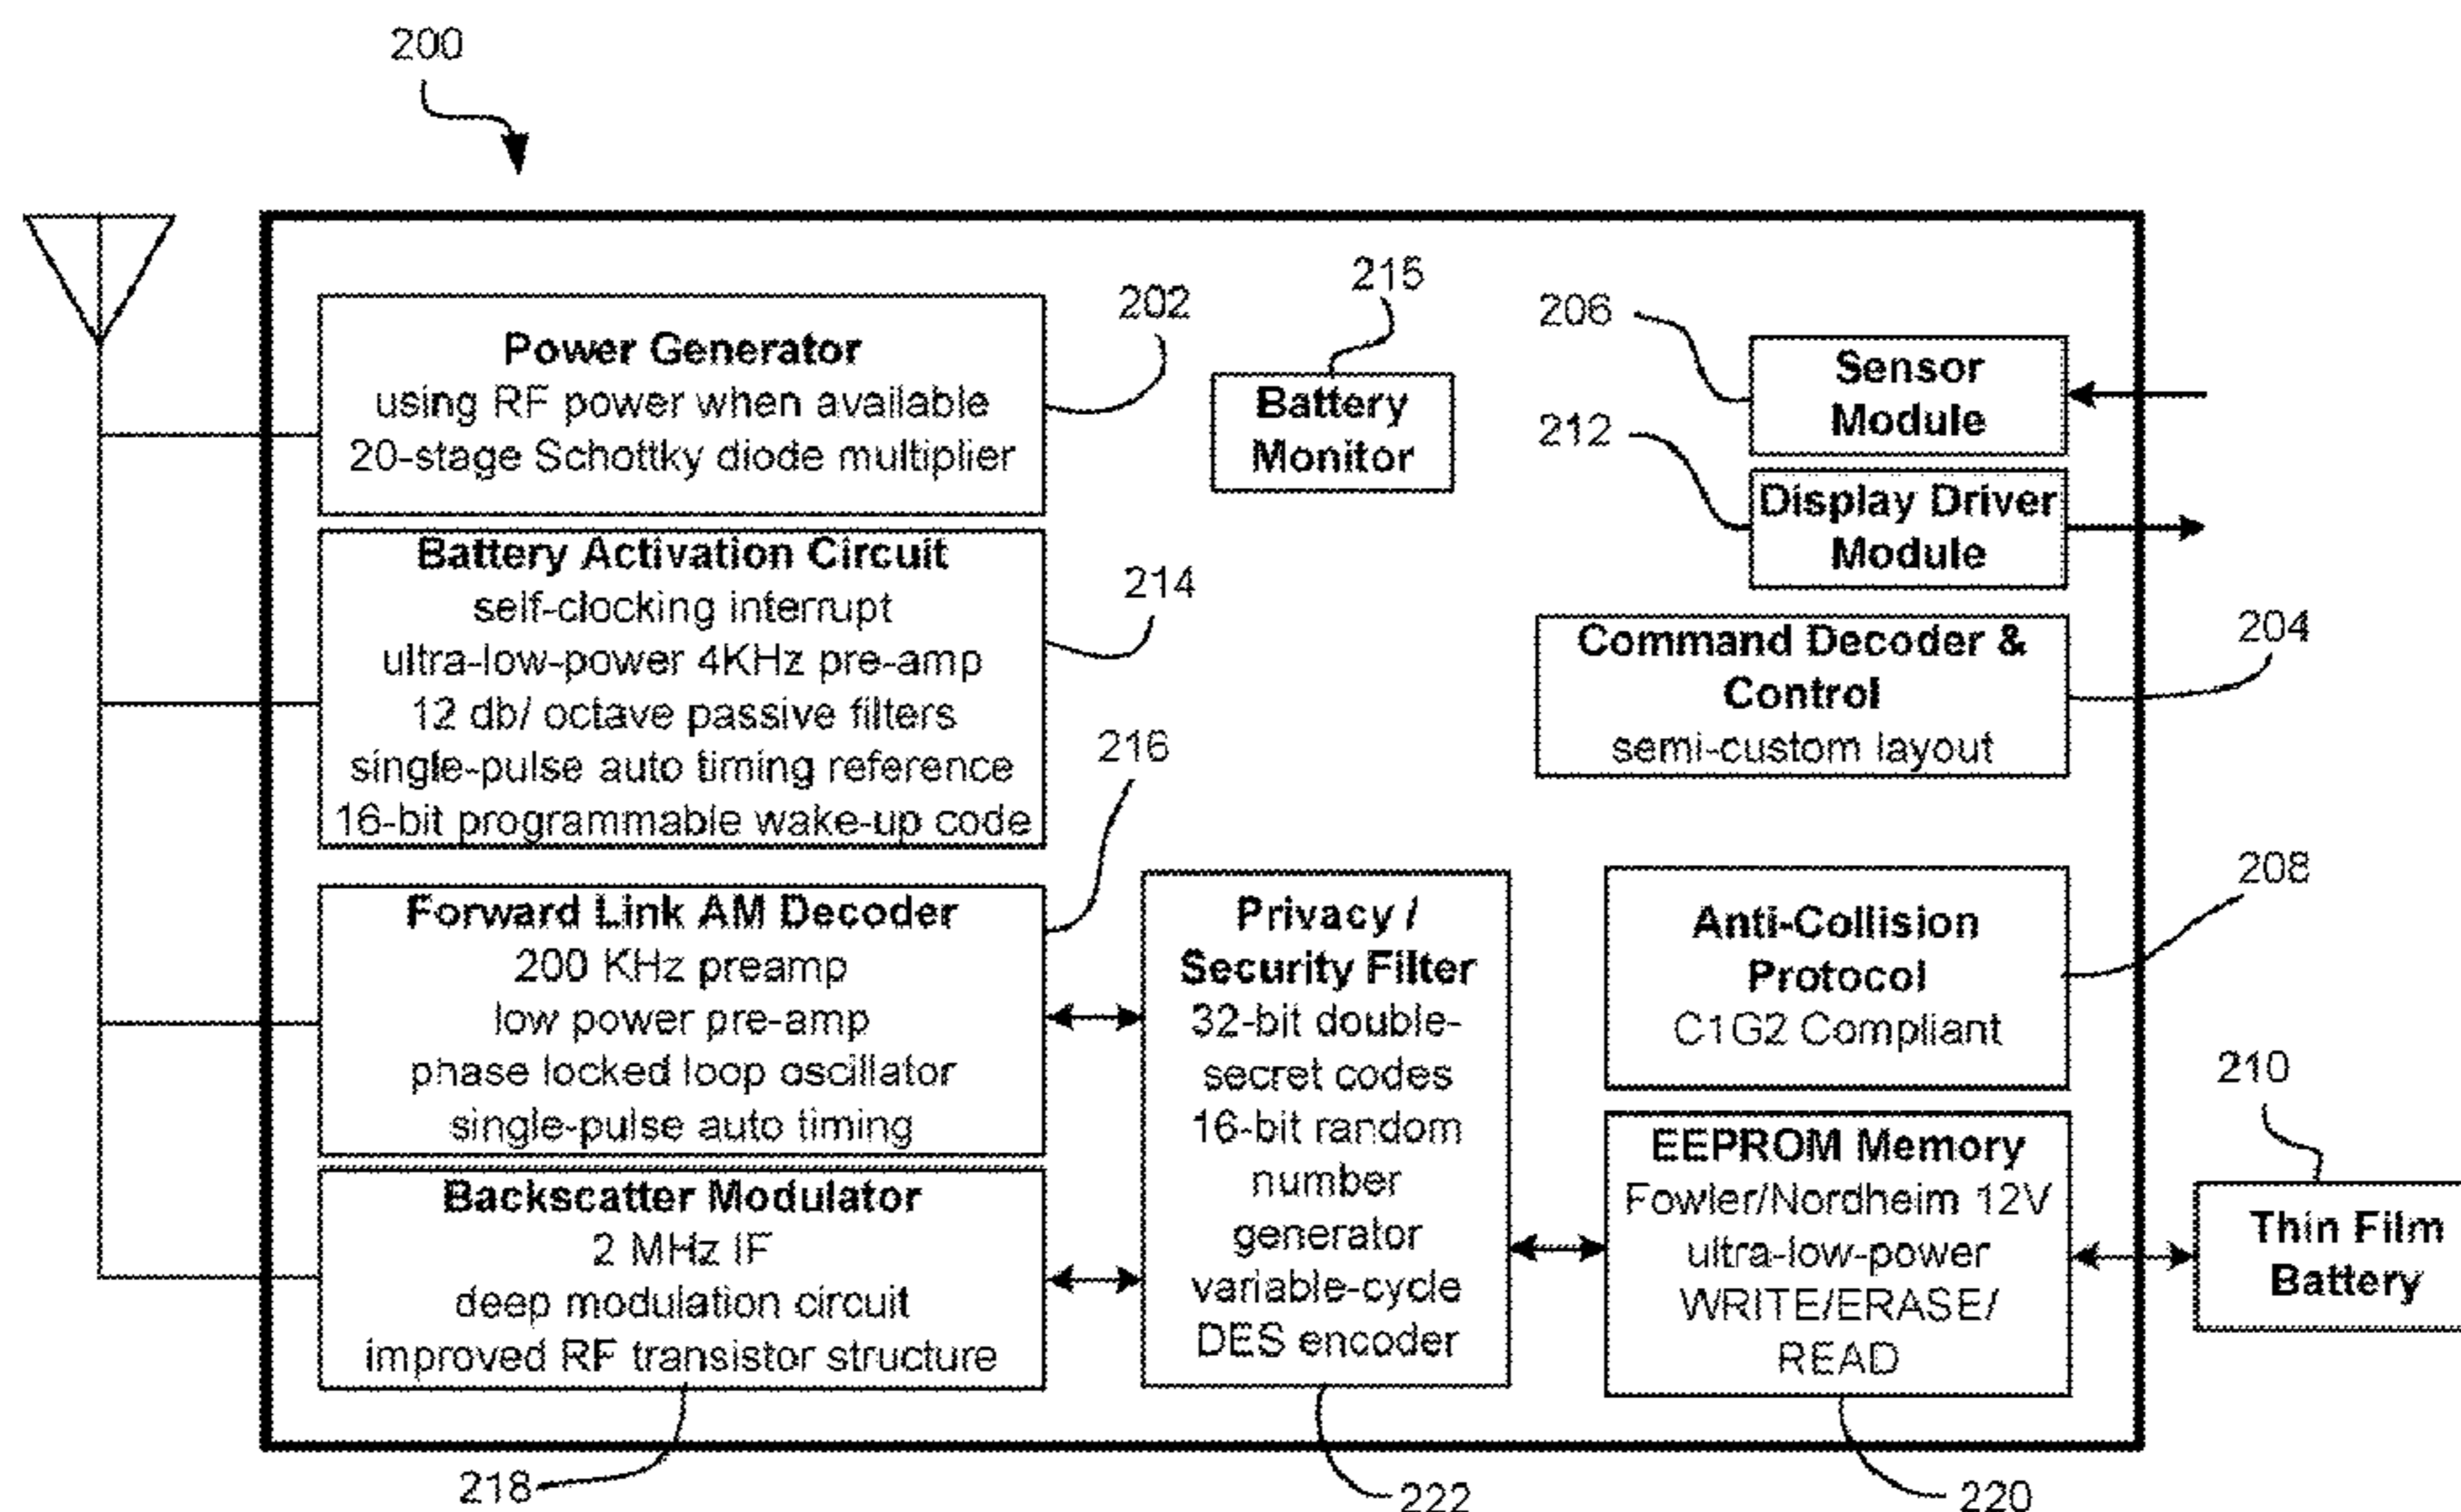 200
Power Generator
using RF power when available
20-stage Schottky diode multiplier
202
215
Battery
Monitor
206
Sensor
Module
212
Display Driver
Module
Battery Activation Circuit
self-clocking interrupt
ultra-low-power 4KHz pre-amp
12 db/ octave passive filters
single-pulse auto timing reference
16-bit programmable wake-up code
214
Command Decoder &
Control
semi-custom layout
204
216
Forward Link AM Decoder
200 KHz preamp
low power pre-amp
phase locked loop oscillator
single-pulse auto timing
Privacy /
Security Filter
32-bit double-
secret codes
16-bit random
number
generator
variable-cycle
DES encoder
Anti-Collision
Protocol
C1G2 Compliant
208
Backscatter Modulator
2 MHz IF
deep modulation circuit
improved RF transistor structure
EEPROM Memory
Fowler/Nordheim 12V
ultra-low-power
WRITE/ERASE/
READ
210
Thin Film
Battery
218
222
220